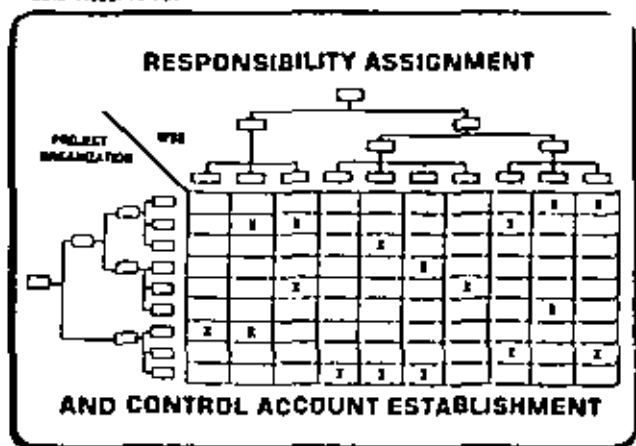 RESPONSIBILITY ASSIGNMENT
PROJECT
ORGANIZATION
WBS
X X
X X X
X
X
X X
X
X X
X X
X X X
AND CONTROL ACCOUNT ESTABLISHMENT